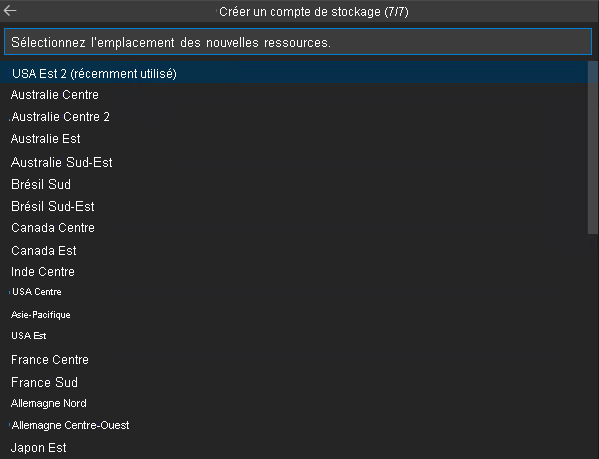 Créer un compte de stockage (7/7)
Sélectionnez l'emplacement des nouvelles ressources.
USA Est 2 (récemment utilisé)
Australie Centre
Australie Centre 2
Australie Est
Australie Sud-Est
Brésil Sud
Brésil Sud-Est
Canada Centre
Canada Est
Inde Centre
USA Centre
Asie-Pacifique
USA Est
France Centre
France Sud
Allemagne Nord
Allemagne Centre-Ouest
Japon Est